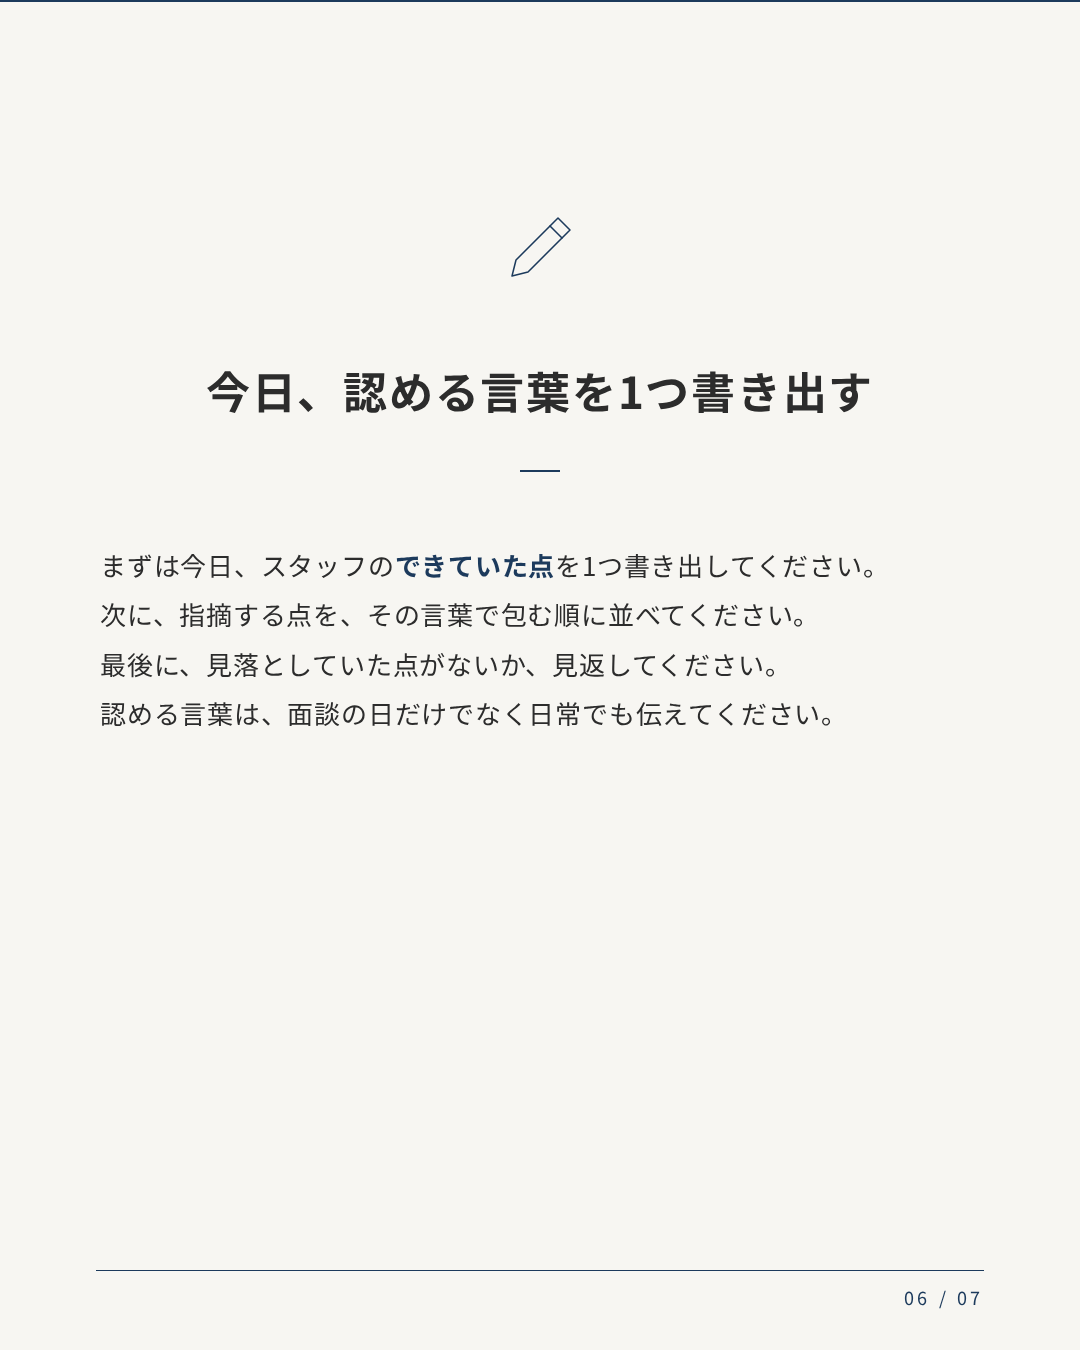 今日、認める言葉を1つ書き出す
まずは今日、スタッフのできていた点を1つ書き出してください。
次に、指摘する点を、その言葉で包む順に並べてください。
最後に、見落としていた点がないか、見返してください。
認める言葉は、面談の日だけでなく日常でも伝えてください。
06 / 07